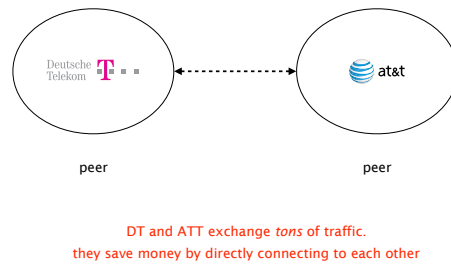 Deutsche
Telekom T
at&t
peer
peer
DT and ATT exchange tons of traffic.
they save money by directly connecting to each other